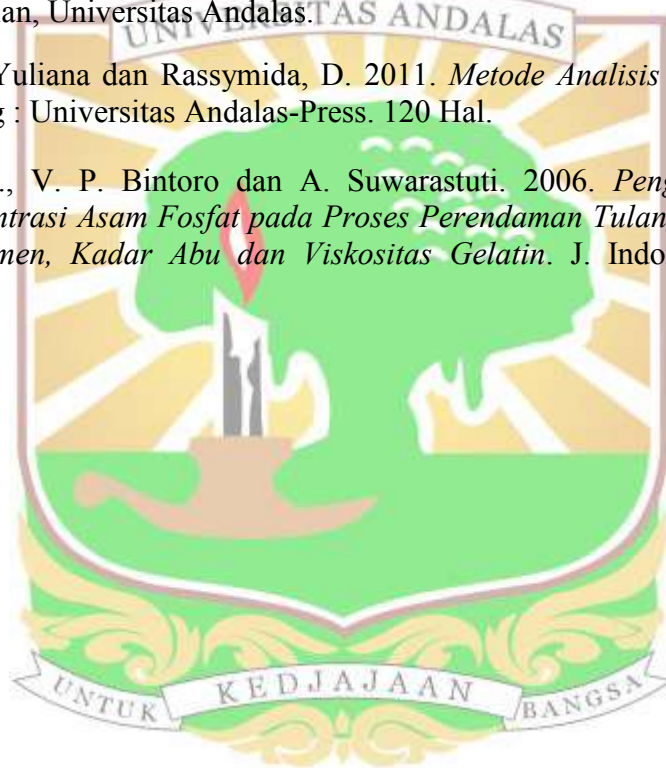 an, Universitas Andalas.
UNIVERSITAS ANDALAS
Yuliana dan Rassymida, D. 2011. Metode Analisis
: Universitas Andalas-Press. 120 Hal.
., V. P. Bintoro dan A. Suwarastuti. 2006. Peng
ntrasi Asam Fosfat pada Proses Perendaman Tulan
men, Kadar Abu dan Viskositas Gelatin. J. Indo
UNTUK KEDJAJAAN BANGSA